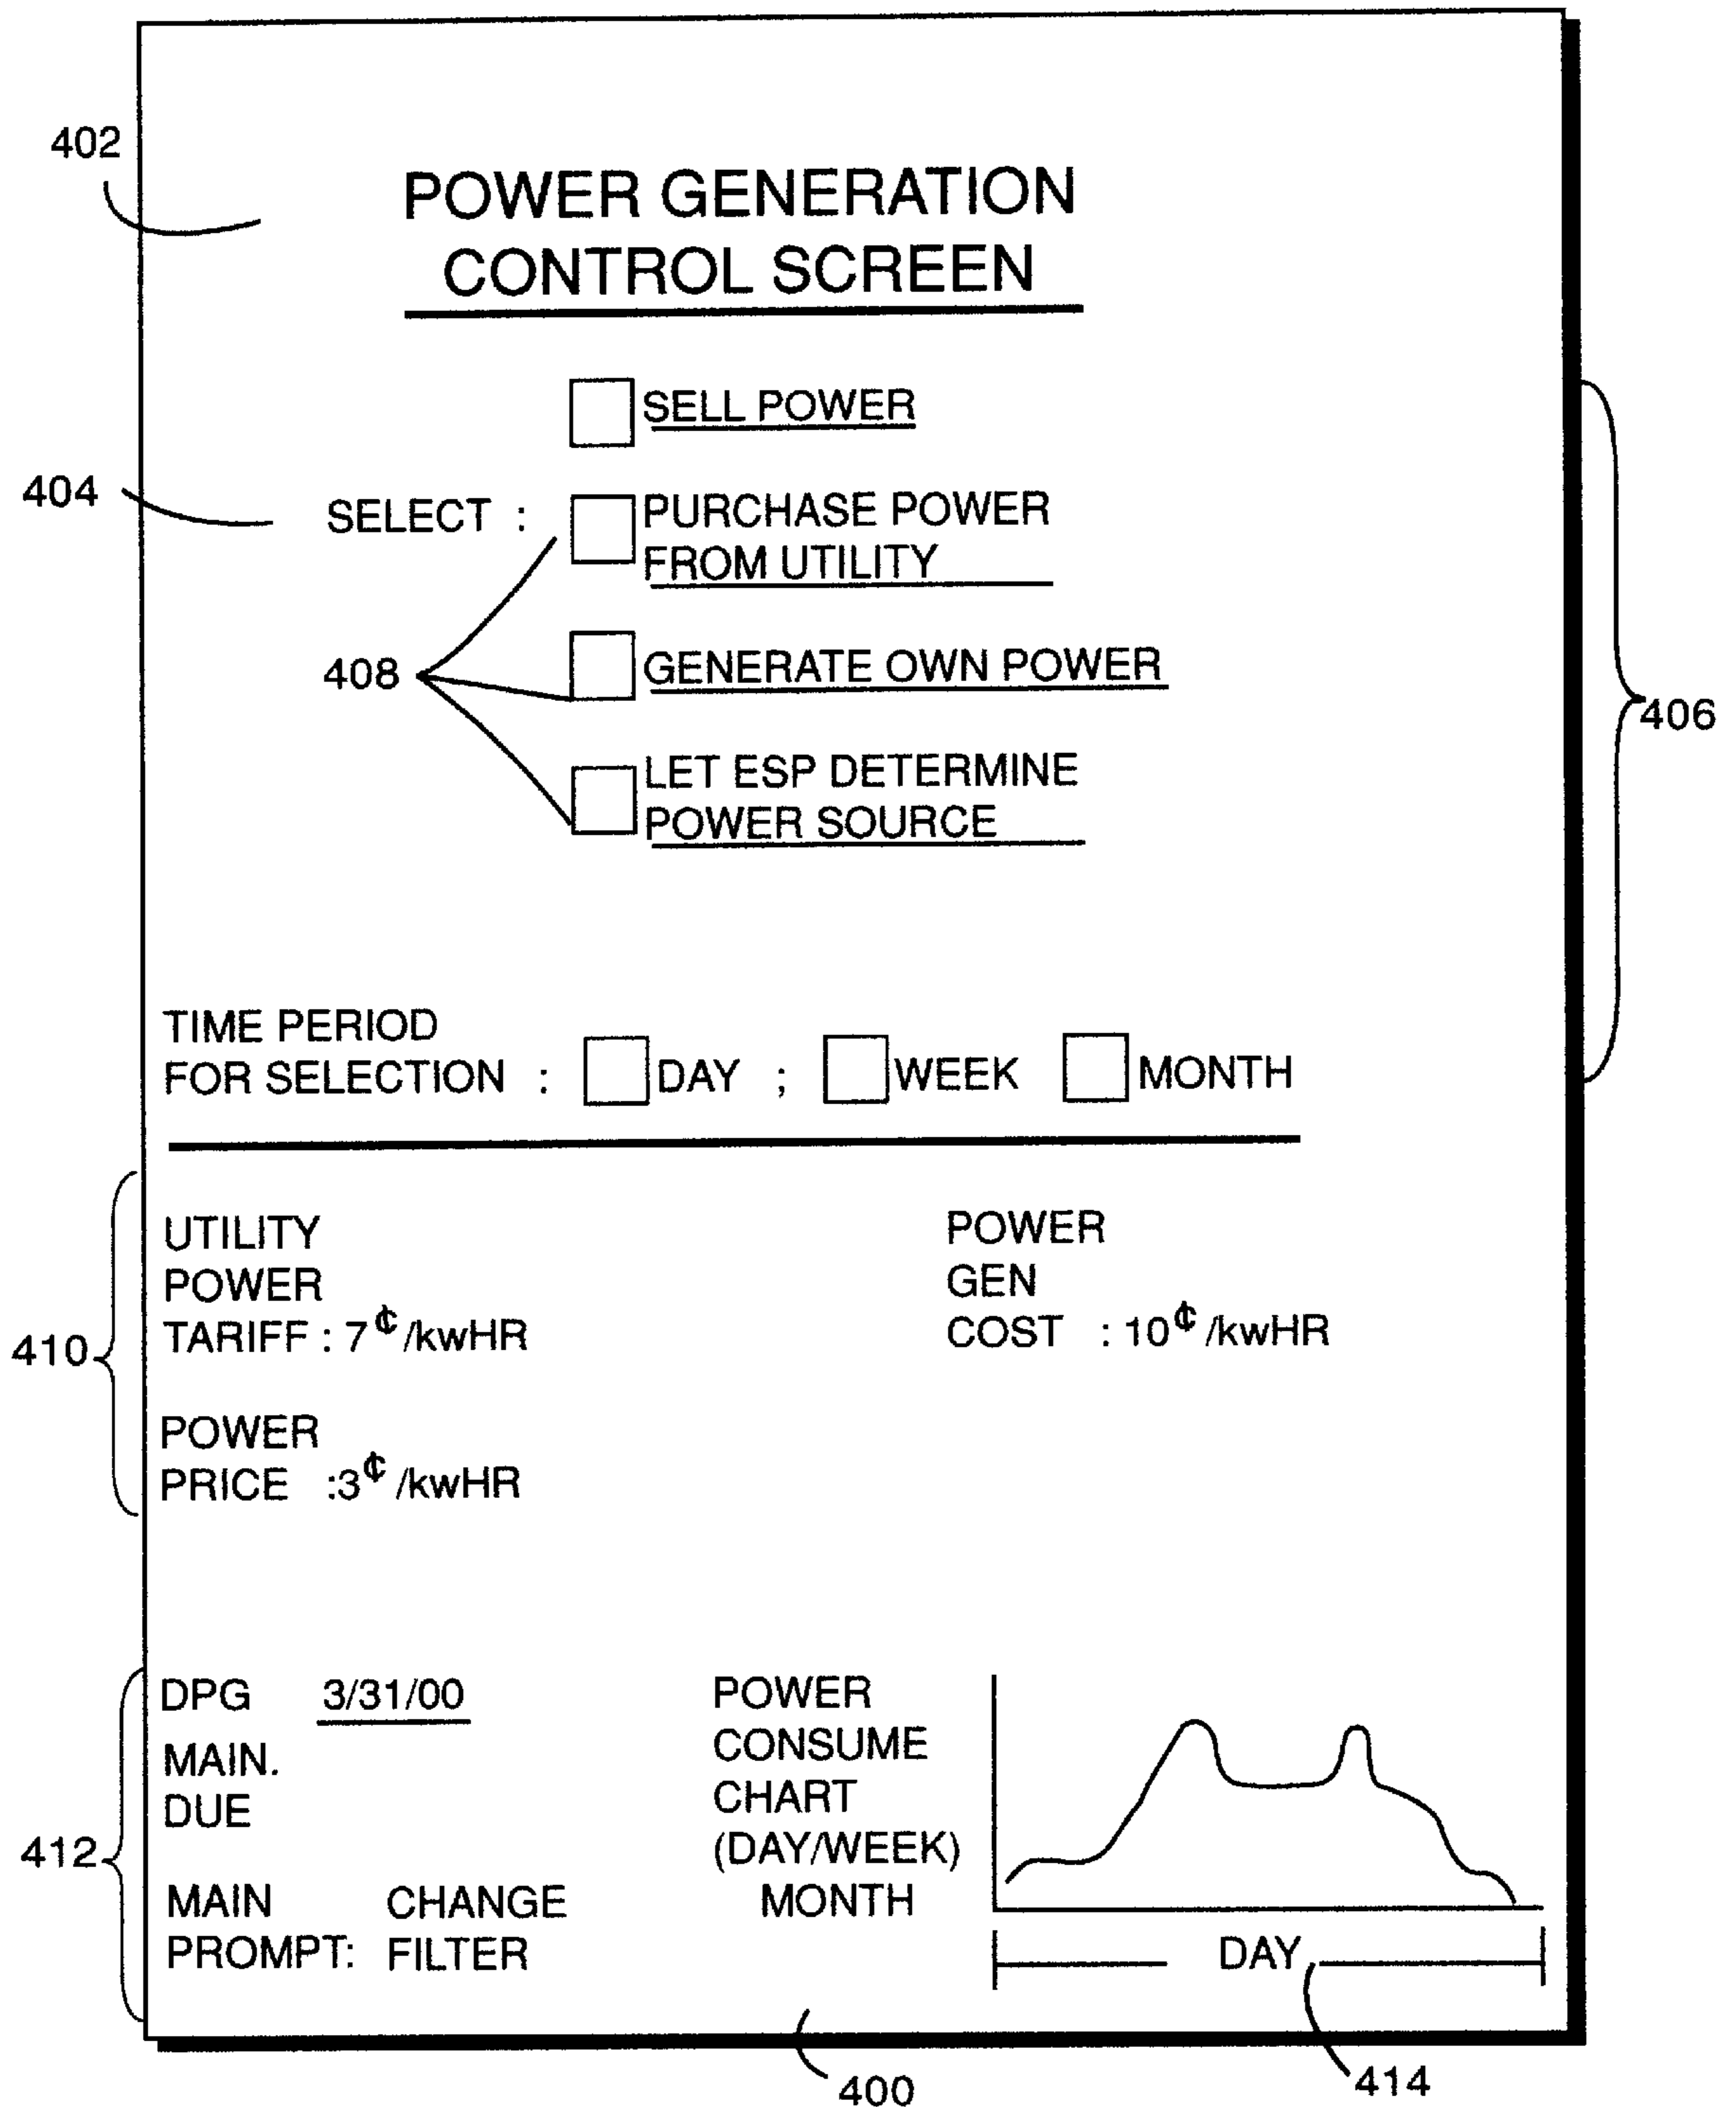 402
POWER GENERATION
CONTROL SCREEN
SELL POWER
404
SELECT :
PURCHASE POWER
FROM UTILITY
408
GENERATE OWN POWER
406
LET ESP DETERMINE
POWER SOURCE
TIME PERIOD
FOR SELECTION : DAY ; WEEK MONTH
410
UTILITY
POWER
TARIFF : 7¢/kwHR
POWER
GEN
COST : 10¢/kwHR
POWER
PRICE :3¢/kwHR
412
DPG 3/31/00
MAIN.
DUE
MAIN CHANGE
PROMPT: FILTER
POWER
CONSUME
CHART
(DAY/WEEK)
MONTH
DAY
400
414